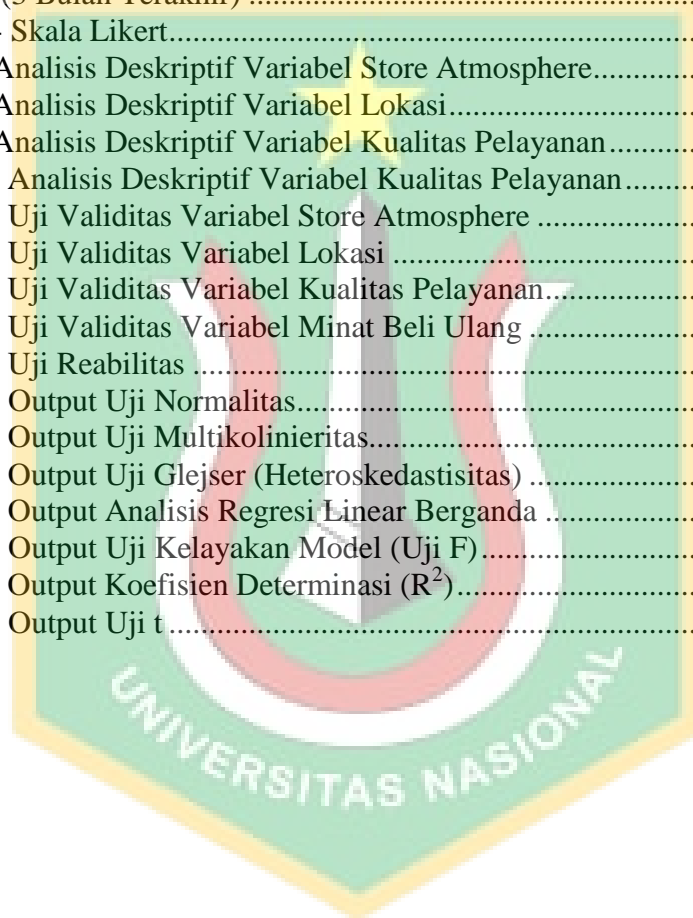 (3 Bulan Terakhir) ..........................................................
Skala Likert.....................................................................
Analisis Deskriptif Variabel Store Atmosphere.............
Analisis Deskriptif Variabel Lokasi................................
Analisis Deskriptif Variabel Kualitas Pelayanan...........
Analisis Deskriptif Variabel Kualitas Pelayanan.........
Uji Validitas Variabel Store Atmosphere ....................
Uji Validitas Variabel Lokasi ......................................
Uji Validitas Variabel Kualitas Pelayanan...................
Uji Validitas Variabel Minat Beli Ulang .....................
Uji Reabilitas ................................................................
Output Uji Normalitas...................................................
Output Uji Multikolinieritas.........................................
Output Uji Glejser (Heteroskedastisitas) .....................
Output Analisis Regresi Linear Berganda ...................
Output Uji Kelayakan Model (Uji F)...........................
Output Koefisien Determinasi (R²)..............................
Output Uji t ...................................................................
UNIVERSITAS NASIONAL